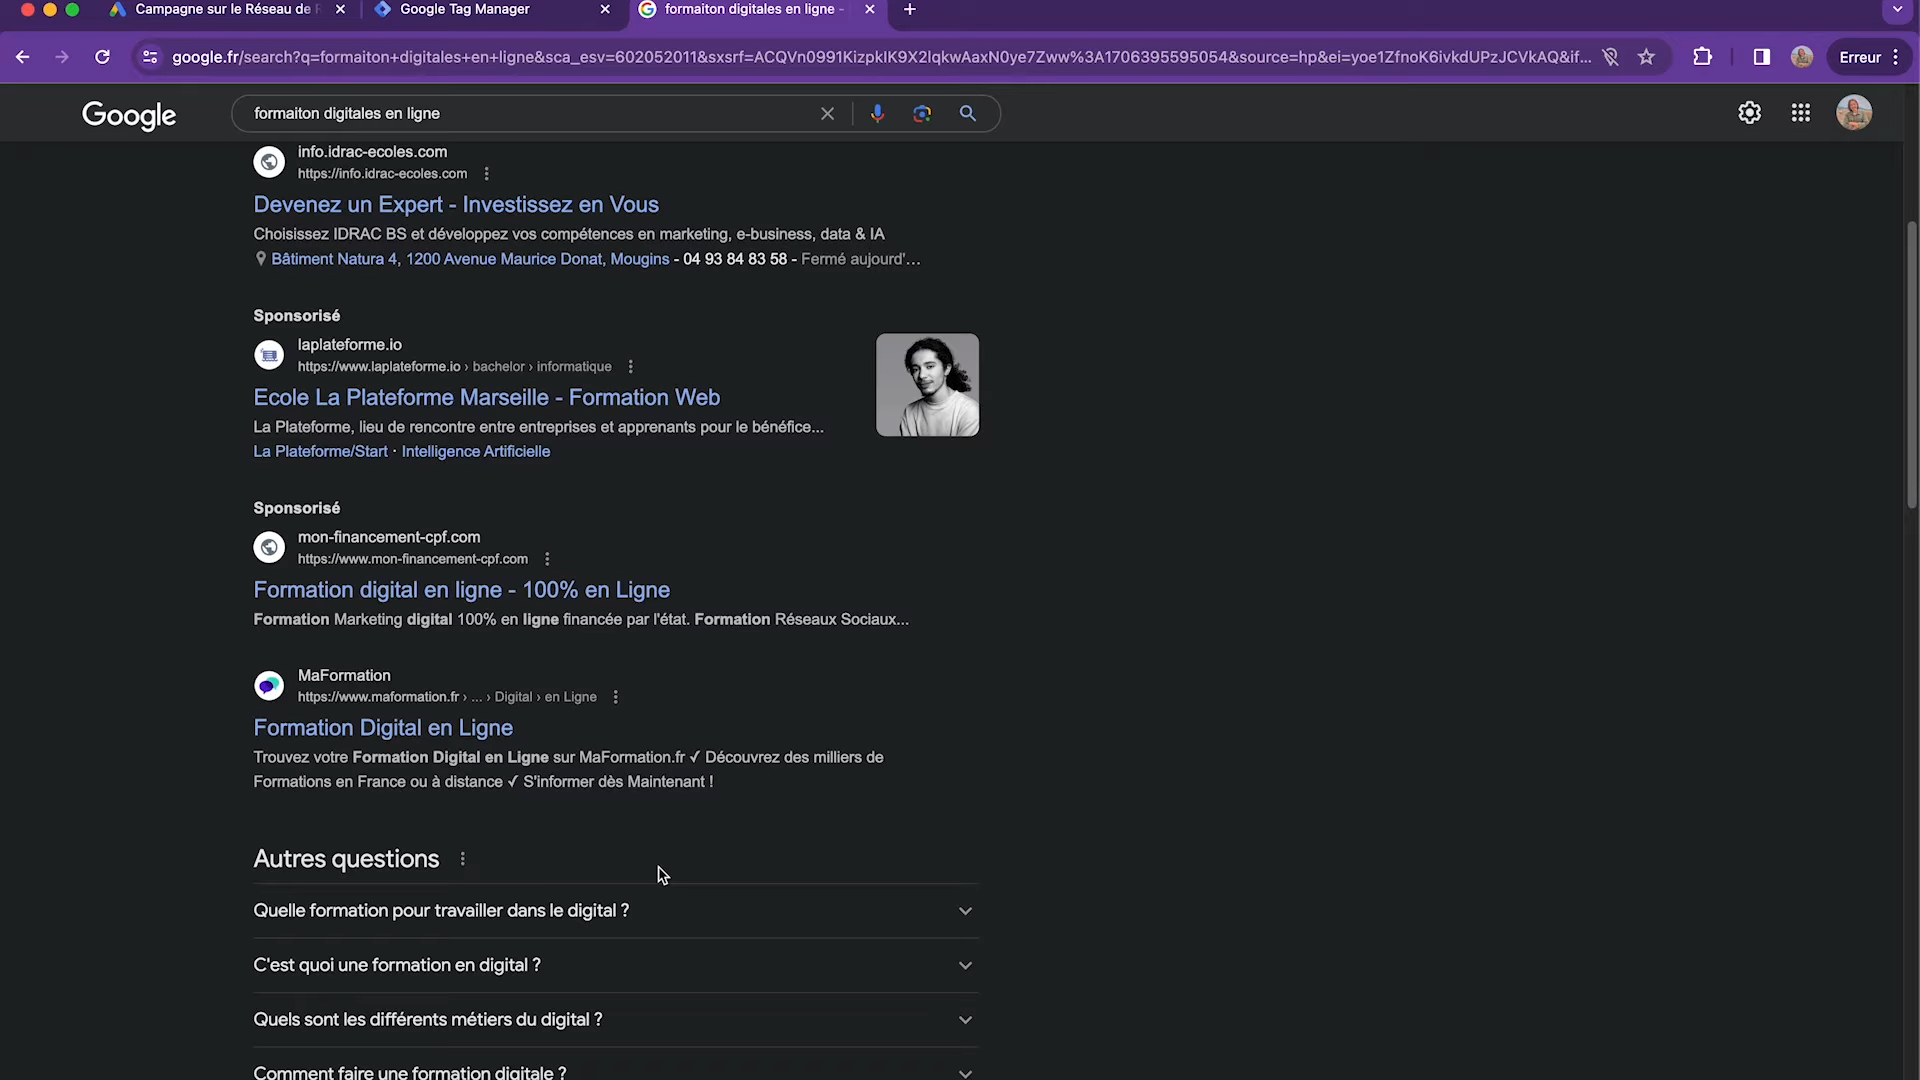 Campagne sur le Réseau de
Google Tag Manager
formaiton digitales en ligne -
google.fr/search?q=formaiton+digitales+en+ligne&sca_esv=602052011&sxsrf=ACQVn0991KizpklK9X2lqkwAaxN0ye7Zww%3A1706395595054&source=hp&ei=yoe1ZfnoK6ivkdUPzJCVkAQ&if...
Erreur
Google
formaiton digitales en ligne
info.idrac-ecoles.com
https://info.idrac-ecoles.com
Devenez un Expert - Investissez en Vous
Choisissez IDRAC BS et développez vos compétences en marketing, e-business, data & IA
Bâtiment Natura 4, 1200 Avenue Maurice Donat, Mougins - 04 93 84 83 58 - Fermé aujourd'...
Sponsorisé
laplateforme.io
https://www.laplateforme.io › bachelor › informatique
Ecole La Plateforme Marseille - Formation Web
La Plateforme, lieu de rencontre entre entreprises et apprenants pour le bénéfice...
La Plateforme/Start · Intelligence Artificielle
Sponsorisé
mon-financement-cpf.com
https://www.mon-financement-cpf.com
Formation digital en ligne - 100% en Ligne
Formation Marketing digital 100% en ligne financée par l'état. Formation Réseaux Sociaux...
MaFormation
https://www.maformation.fr › ... › Digital › en Ligne
Formation Digital en Ligne
Trouvez votre Formation Digital en Ligne sur MaFormation.fr ✓ Découvrez des milliers de
Formations en France ou à distance ✓ S'informer dès Maintenant !
Autres questions
Quelle formation pour travailler dans le digital ?
C'est quoi une formation en digital ?
Quels sont les différents métiers du digital ?
Comment faire une formation digitale ?